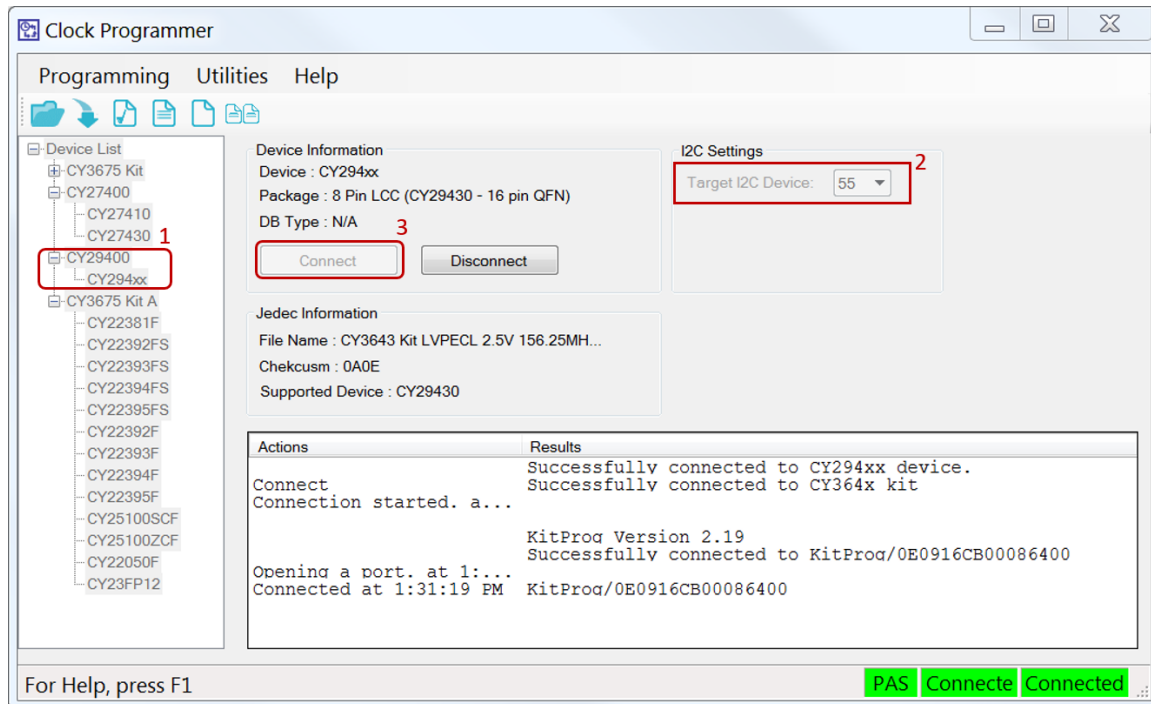 Clock Programmer
Programming Utilities Help
Device List
CY3675 Kit
CY27400
CY27410
CY27430
1
CY29400
CY294xx
CY3675 Kit A
CY22381F
CY22392FS
CY22393FS
CY22394FS
CY22395FS
CY22392F
CY22393F
CY22394F
CY22395F
CY25100SCF
CY25100ZCF
CY22050F
CY23FP12
Device Information
Device : CY294xx
Package : 8 Pin LCC (CY29430 - 16 pin QFN)
DB Type : N/A
3
Connect Disconnect
I2C Settings
2
Target I2C Device: 55
Jedec Information
File Name : CY3643 Kit LVPECL 2.5V 156.25MH...
Chekcusm : 0A0E
Supported Device : CY29430
Actions Results
Successfully connected to CY294xx device.
Connect Successfully connected to CY364x kit
Connection started. a...
KitProg Version 2.19
Successfully connected to KitProg/0E0916CB00086400
Opening a port. at 1:...
Connected at 1:31:19 PM KitProg/0E0916CB00086400
For Help, press F1
PAS Connecte Connected